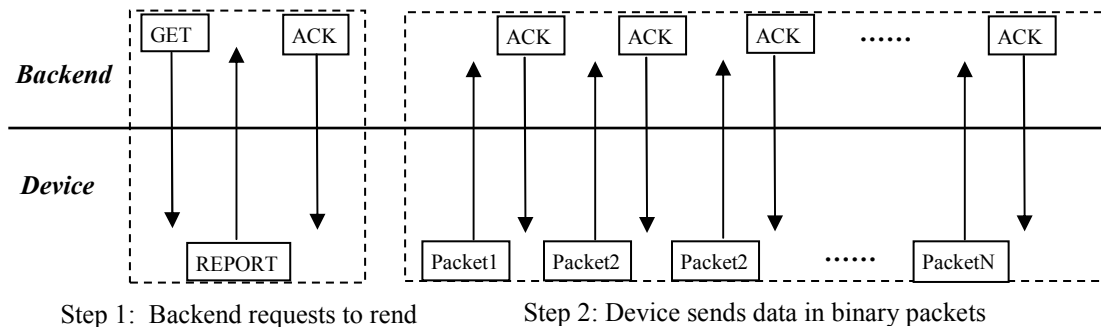 GET ACK ACK ACK ACK ...... ACK
Backend
Device
REPORT Packet1 Packet2 Packet2 ...... PacketN
Step 1: Backend requests to rend Step 2: Device sends data in binary packets